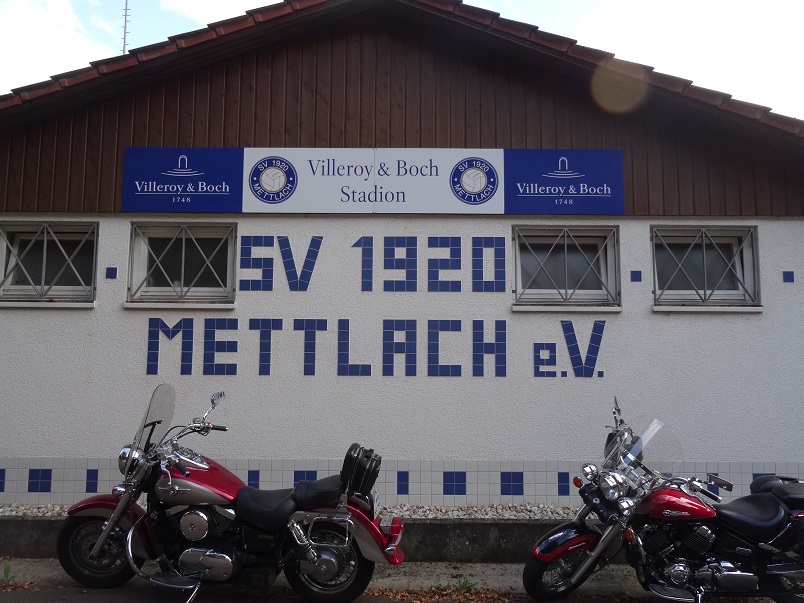 Villeroy & Boch
1748
SV 1920
METTLACH
Villeroy & Boch
Stadion
SV 1920
METTLACH
Villeroy & Boch
1748
SV 1920
METTLACH e.V.